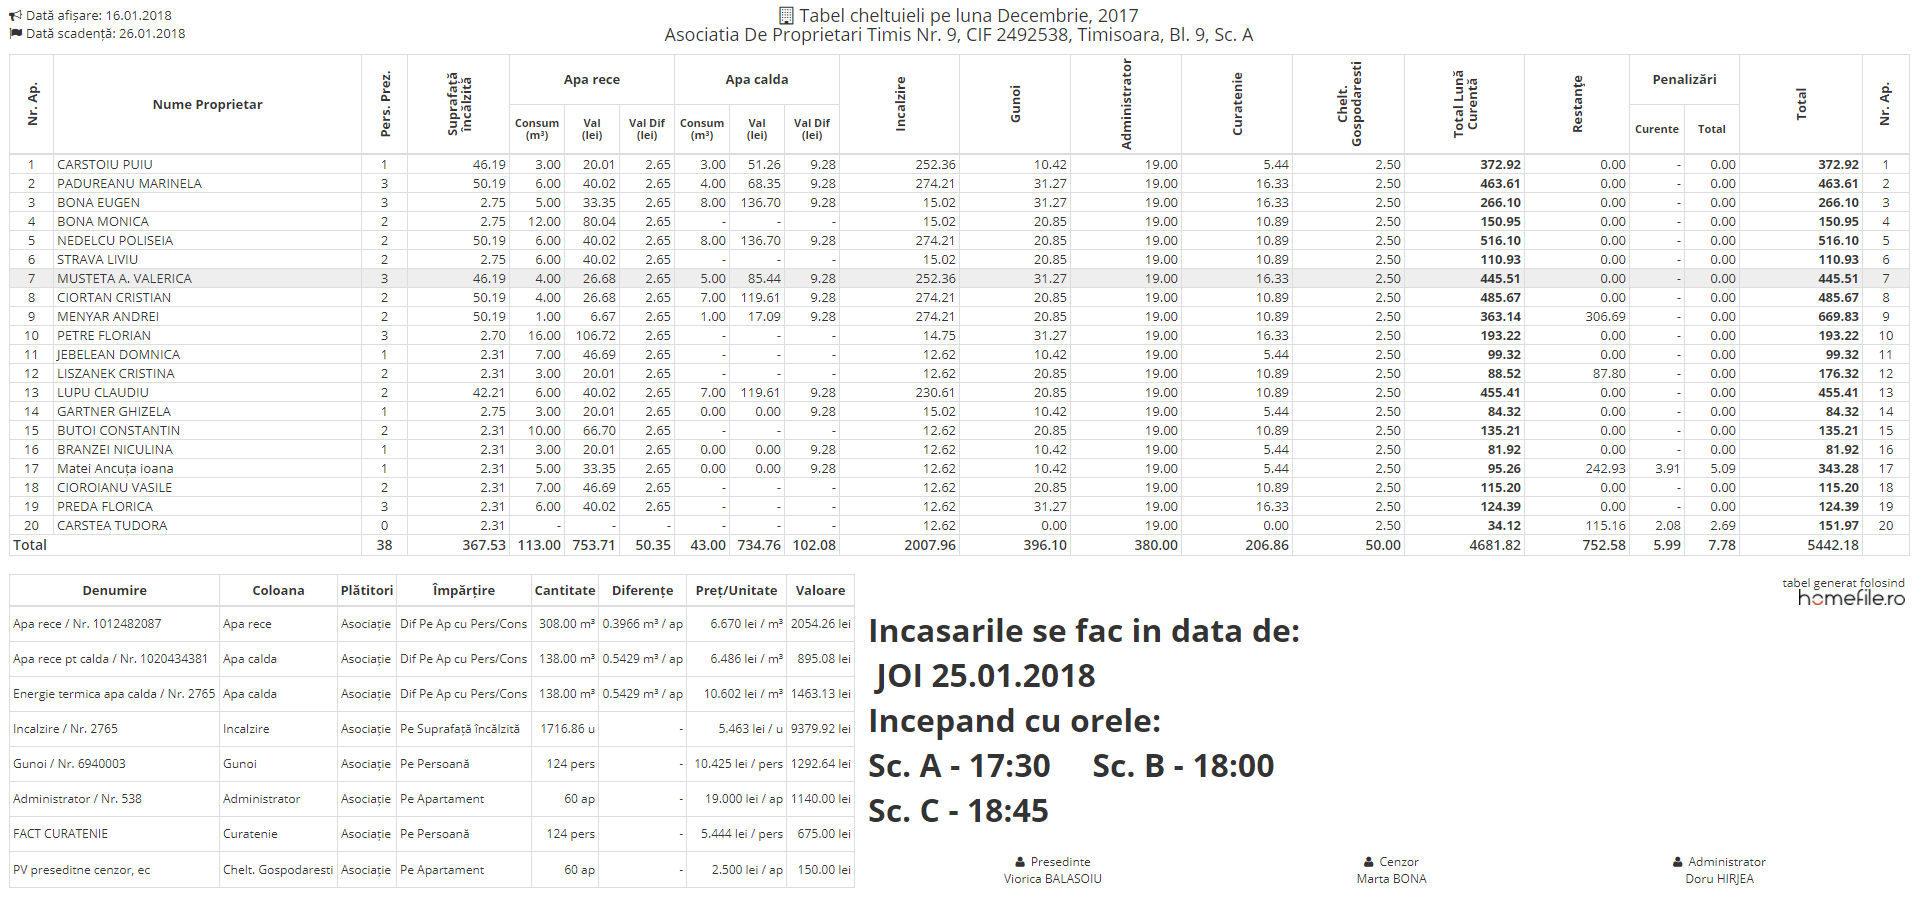 Dată afișare: 16.01.2018
Dată scadență: 26.01.2018
Tabel cheltuieli pe luna Decembrie, 2017
Asociatia De Proprietari Timis Nr. 9, CIF 2492538, Timisoara, Bl. 9, Sc. A
Nr. Ap. Nume Proprietar Pers. Prez. Suprafață încălzită Apa rece Apa calda Incalzire Gunoi Administrator Curatenie Chelt. Gospodaresti Total Lună Curentă Restanțe Penalizări Total Nr. Ap.
Consum (m³) Val (lei) Val Dif (lei) Consum (m³) Val (lei) Val Dif (lei) Curente Total
1 CARSTOIU PUIU 1 46.19 3.00 20.01 2.65 3.00 51.26 9.28 252.36 10.42 19.00 5.44 2.50 372.92 0.00 - 0.00 372.92 1
2 PADUREANU MARINELA 3 50.19 6.00 40.02 2.65 4.00 68.35 9.28 274.21 31.27 19.00 16.33 2.50 463.61 0.00 - 0.00 463.61 2
3 BONA EUGEN 3 2.75 5.00 33.35 2.65 8.00 136.70 9.28 15.02 31.27 19.00 16.33 2.50 266.10 0.00 - 0.00 266.10 3
4 BONA MONICA 2 2.75 12.00 80.04 2.65 - - - 15.02 20.85 19.00 10.89 2.50 150.95 0.00 - 0.00 150.95 4
5 NEDELCU POLISEIA 2 50.19 6.00 40.02 2.65 8.00 136.70 9.28 274.21 20.85 19.00 10.89 2.50 516.10 0.00 - 0.00 516.10 5
6 STRAVA LIVIU 2 2.75 6.00 40.02 2.65 - - - 15.02 20.85 19.00 10.89 2.50 110.93 0.00 - 0.00 110.93 6
7 MUSTETA A. VALERICA 3 46.19 4.00 26.68 2.65 5.00 85.44 9.28 252.36 31.27 19.00 16.33 2.50 445.51 0.00 - 0.00 445.51 7
8 CIORTAN CRISTIAN 2 50.19 4.00 26.68 2.65 7.00 119.61 9.28 274.21 20.85 19.00 10.89 2.50 485.67 0.00 - 0.00 485.67 8
9 MENYAR ANDREI 2 50.19 1.00 6.67 2.65 1.00 17.09 9.28 274.21 20.85 19.00 10.89 2.50 363.14 306.69 - 0.00 669.83 9
10 PETRE FLORIAN 3 2.70 16.00 106.72 2.65 - - - 14.75 31.27 19.00 16.33 2.50 193.22 0.00 - 0.00 193.22 10
11 JEBELEAN DOMNICA 1 2.31 7.00 46.69 2.65 - - - 12.62 10.42 19.00 5.44 2.50 99.32 0.00 - 0.00 99.32 11
12 LISZANEK CRISTINA 2 2.31 3.00 20.01 2.65 - - - 12.62 20.85 19.00 10.89 2.50 88.52 87.80 - 0.00 176.32 12
13 LUPU CLAUDIU 2 42.21 6.00 40.02 2.65 7.00 119.61 9.28 230.61 20.85 19.00 10.89 2.50 455.41 0.00 - 0.00 455.41 13
14 GARTNER GHIZELA 1 2.75 3.00 20.01 2.65 0.00 0.00 9.28 15.02 10.42 19.00 5.44 2.50 84.32 0.00 - 0.00 84.32 14
15 BUTOI CONSTANTIN 2 2.31 10.00 66.70 2.65 - - - 12.62 20.85 19.00 10.89 2.50 135.21 0.00 - 0.00 135.21 15
16 BRANZEI NICULINA 1 2.31 3.00 20.01 2.65 0.00 0.00 9.28 12.62 10.42 19.00 5.44 2.50 81.92 0.00 - 0.00 81.92 16
17 Matei Ancuța ioana 1 2.31 5.00 33.35 2.65 0.00 0.00 9.28 12.62 10.42 19.00 5.44 2.50 95.26 242.93 3.91 5.09 343.28 17
18 CIOROIANU VASILE 2 2.31 7.00 46.69 2.65 - - - 12.62 20.85 19.00 10.89 2.50 115.20 0.00 - 0.00 115.20 18
19 PREDA FLORICA 3 2.31 6.00 40.02 2.65 - - - 12.62 31.27 19.00 16.33 2.50 124.39 0.00 - 0.00 124.39 19
20 CARSTEA TUDORA 0 2.31 - - - - - - 12.62 0.00 19.00 0.00 2.50 34.12 115.16 2.08 2.69 151.97 20
Total 38 367.53 113.00 753.71 50.35 43.00 734.76 102.08 2007.96 396.10 380.00 206.86 50.00 4681.82 752.58 5.99 7.78 5442.18
Denumire Coloana Plătitori Împărțire Cantitate Diferențe Preț/Unitate Valoare
Apa rece / Nr. 1012482087 Apa rece Asociație Dif Pe Ap cu Pers/Cons 308.00 m³ 0.3966 m³ / ap 6.670 lei / m³ 2054.26 lei
Apa rece pt calda / Nr. 1020434381 Apa calda Asociație Dif Pe Ap cu Pers/Cons 138.00 m³ 0.5429 m³ / ap 6.486 lei / m³ 895.08 lei
Energie termica apa calda / Nr. 2765 Apa calda Asociație Dif Pe Ap cu Pers/Cons 138.00 m³ 0.5429 m³ / ap 10.602 lei / m³ 1463.13 lei
Incalzire / Nr. 2765 Incalzire Asociație Pe Suprafață încălzită 1716.86 u - 5.463 lei / u 9379.92 lei
Gunoi / Nr. 6940003 Gunoi Asociație Pe Persoană 124 pers - 10.425 lei / pers 1292.64 lei
Administrator / Nr. 538 Administrator Asociație Pe Apartament 60 ap - 19.000 lei / ap 1140.00 lei
FACT CURATENIE Curatenie Asociație Pe Persoană 124 pers - 5.444 lei / pers 675.00 lei
PV preseditne cenzor, ec Chelt. Gospodaresti Asociație Pe Apartament 60 ap - 2.500 lei / ap 150.00 lei
tabel generat folosind
homefile.ro
Incasarile se fac in data de:
JOI 25.01.2018
Incepand cu orele:
Sc. A - 17:30 Sc. B - 18:00
Sc. C - 18:45
Presedinte Cenzor Administrator
Viorica BALASOIU Marta BONA Doru HIRJEA